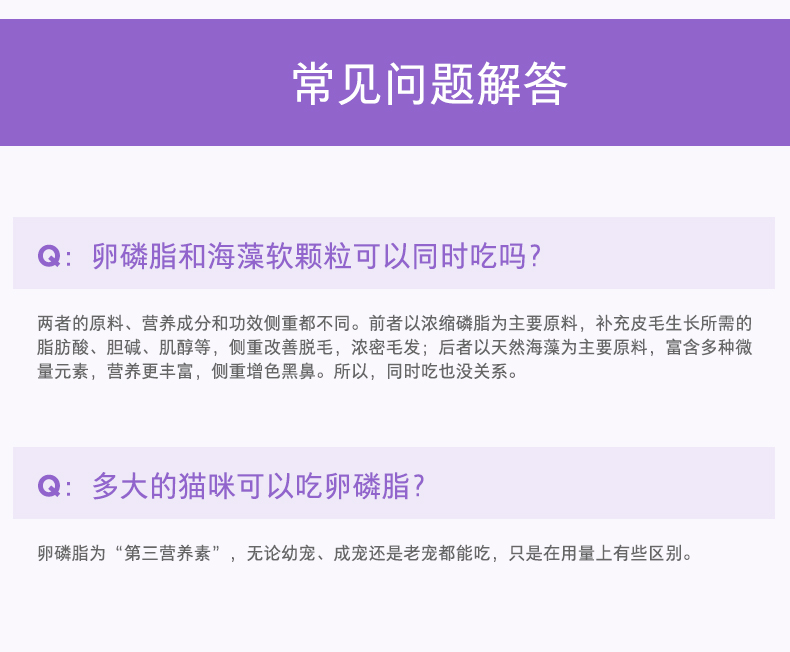 常见问题解答
Q：卵磷脂和海藻软颗粒可以同时吃吗?
两者的原料、营养成分和功效侧重都不同。前者以浓缩磷脂为主要原料，补充皮毛生长所需的
脂肪酸、胆碱、肌醇等，侧重改善脱毛，浓密毛发；后者以天然海藻为主要原料，富含多种微
量元素，营养更丰富，侧重增色黑鼻。所以，同时吃也没关系。
Q：多大的猫咪可以吃卵磷脂?
卵磷脂为“第三营养素”，无论幼宠、成宠还是老宠都能吃，只是在用量上有些区别。